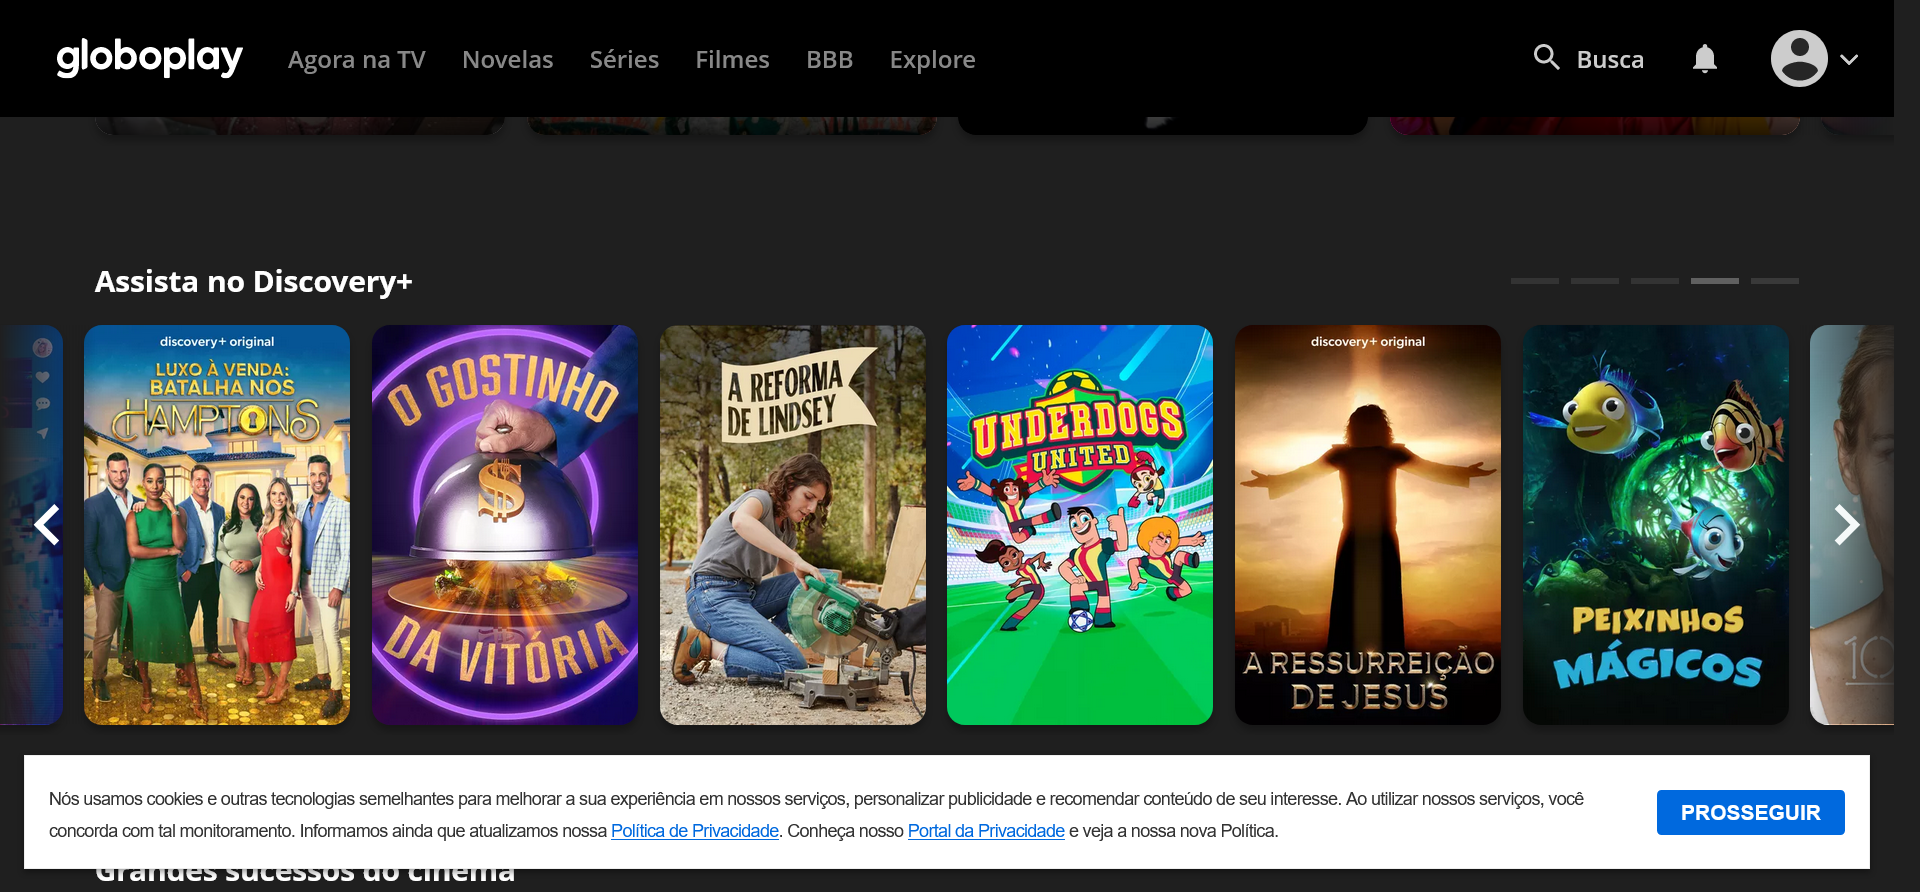 globoplay
Agora na TV
Novelas
Séries
Filmes
BBB
Explore
Busca
Assista no Discovery+
discovery+ original
LUXO À VENDA:
BATALHA NOS
HAMPTONS
O GOSTINHO
$
DA VITÓRIA
A REFORMA
DE LINDSEY
UNDERDOGS
UNITED
discovery+ original
A RESSURREIÇÃO
DE JESUS
PEIXINHOS
MÁGICOS
10
Nós usamos cookies e outras tecnologias semelhantes para melhorar a sua experiência em nossos serviços, personalizar publicidade e recomendar conteúdo de seu interesse. Ao utilizar nossos serviços, você
concorda com tal monitoramento. Informamos ainda que atualizamos nossa Política de Privacidade. Conheça nosso Portal da Privacidade e veja a nossa nova Política.
PROSSEGUIR
Grandes sucessos do cinema